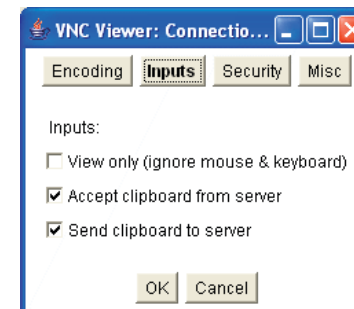 VNC Viewer: Connectio...
Encoding Inputs Security Misc
Inputs:
View only (ignore mouse & keyboard)
Accept clipboard from server
Send clipboard to server
OK Cancel